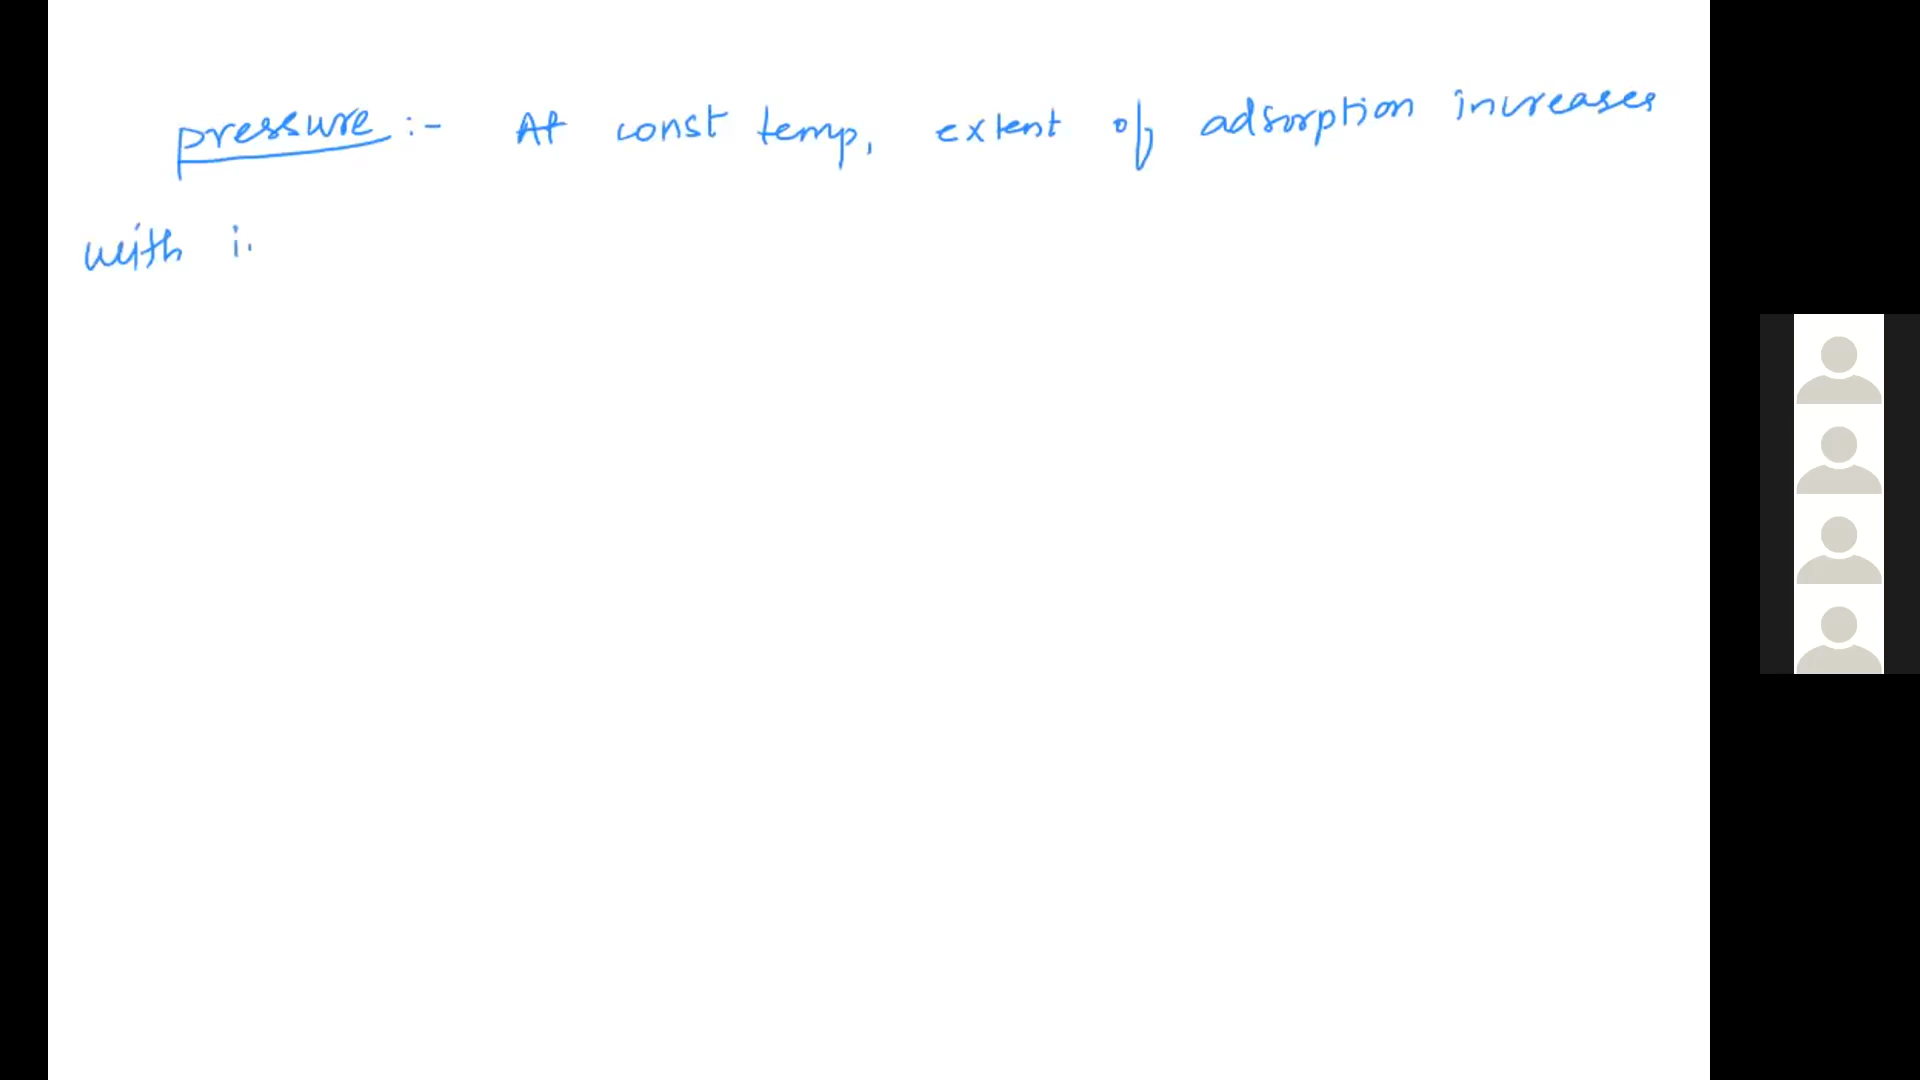 pressure :- At const temp, extent of adsorption increases
with i.